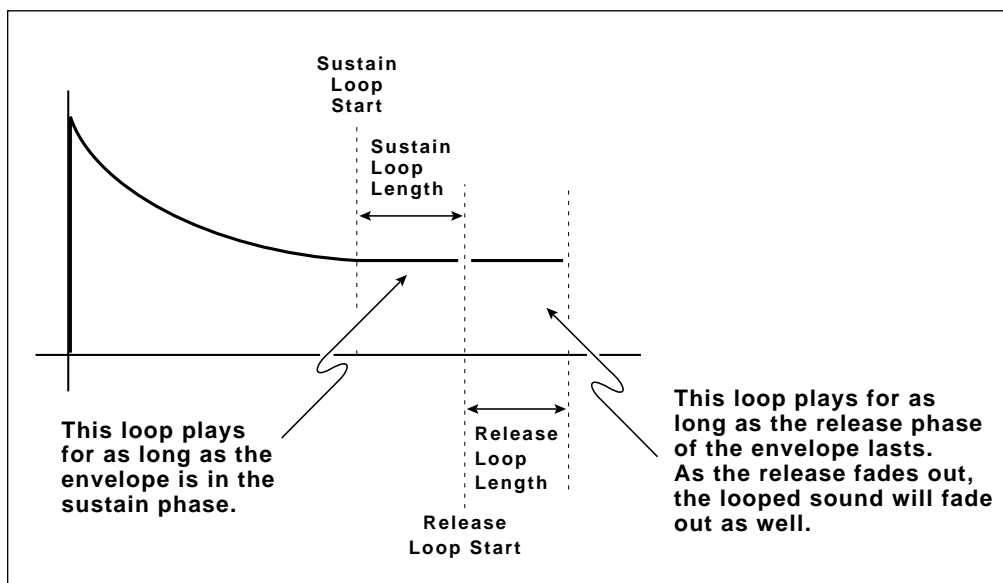 Sustain
Loop
Start
Sustain
Loop
Length
This loop plays
for as long as the
envelope is in the
sustain phase.
Release
Loop
Length
Release
Loop Start
This loop plays for as
long as the release phase
of the envelope lasts.
As the release fades out,
the looped sound will fade
out as well.